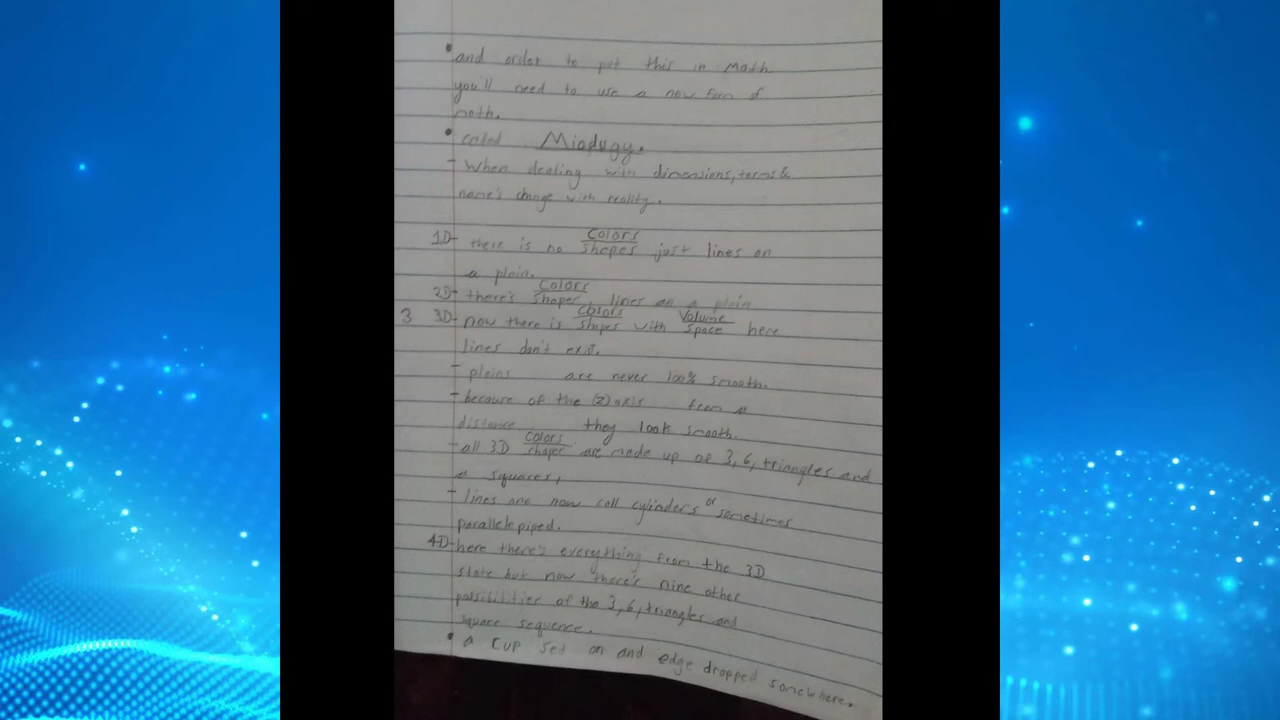 • and order to put this in Math
you'll need to use a new form of
math.
• called Miadugy.
- When dealing with dimensions, terms &
name's change with reality.
1D- there is no Colors shapes just lines on
a plain.
2D- there's Colors shapes, lines on a plain
3 3D- now there is Colors shapes with Volume Space here
lines don't exist.
- plains are never 100% smooth.
- because of the (z) axis from a
distance they look smooth.
- all 3D Colors shapes are made up of 3, 6, triangles and
a squares,
- lines are now call cylinders or sometimes
parallelepiped.
4D- here there's everything from the 3D
state but now there's nine other
possibilities of the 3, 6, triangles and
square sequence.
• a cup set on and edge dropped somewhere.